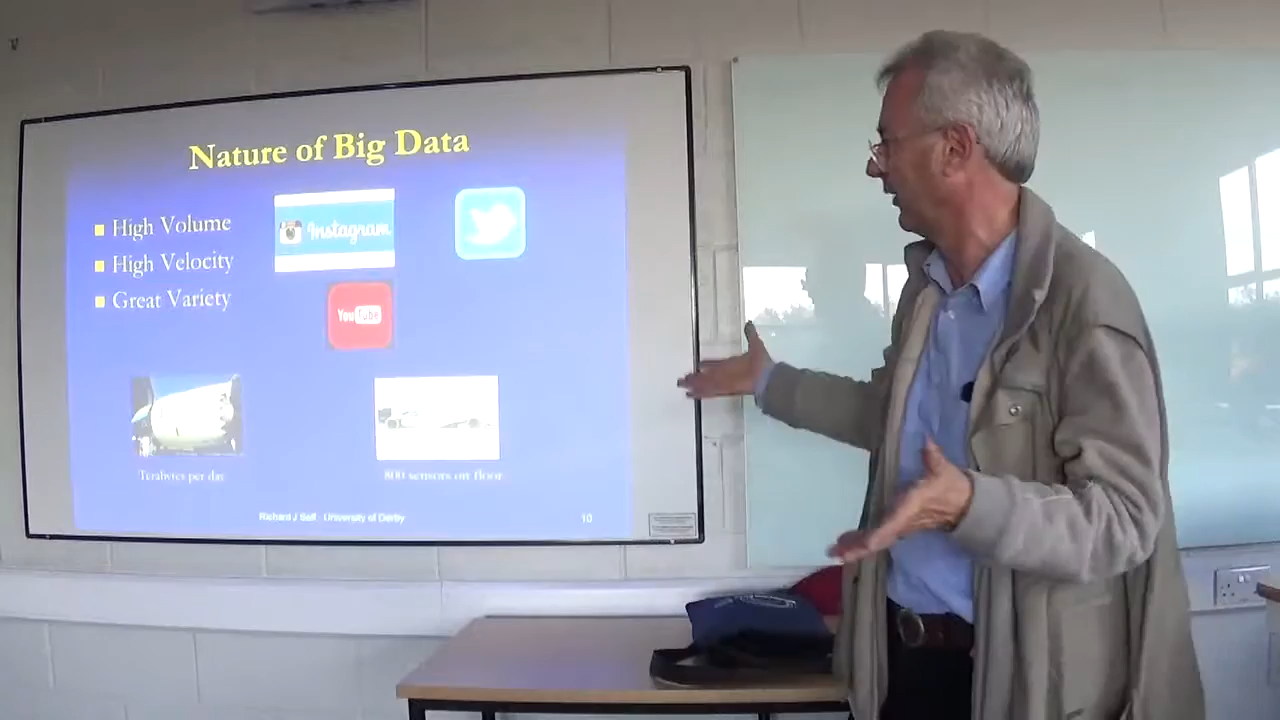 Nature of Big Data
High Volume
High Velocity
Great Variety
Instagram
YouTube
Terabytes per day
800 sensors on floor
Richard J Self - University of Derby
10